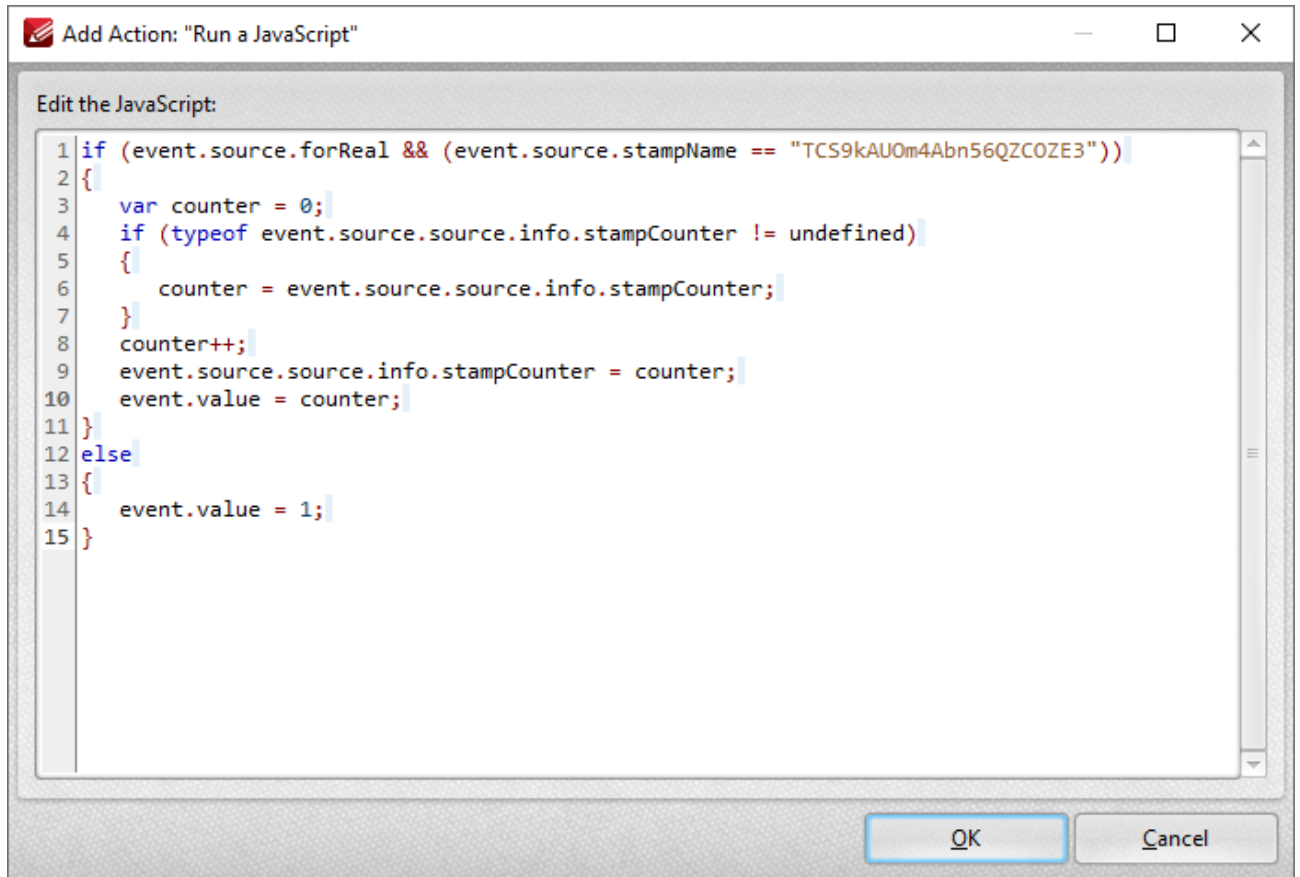 Add Action: "Run a JavaScript"
Edit the JavaScript:
1 if (event.source.forReal && (event.source.stampName == "TCS9kAUOm4Abn56QZCOZE3"))
2 {
3    var counter = 0;
4    if (typeof event.source.source.info.stampCounter != undefined)
5    {
6       counter = event.source.source.info.stampCounter;
7    }
8    counter++;
9    event.source.source.info.stampCounter = counter;
10    event.value = counter;
11 }
12 else
13 {
14    event.value = 1;
15 }
OK Cancel